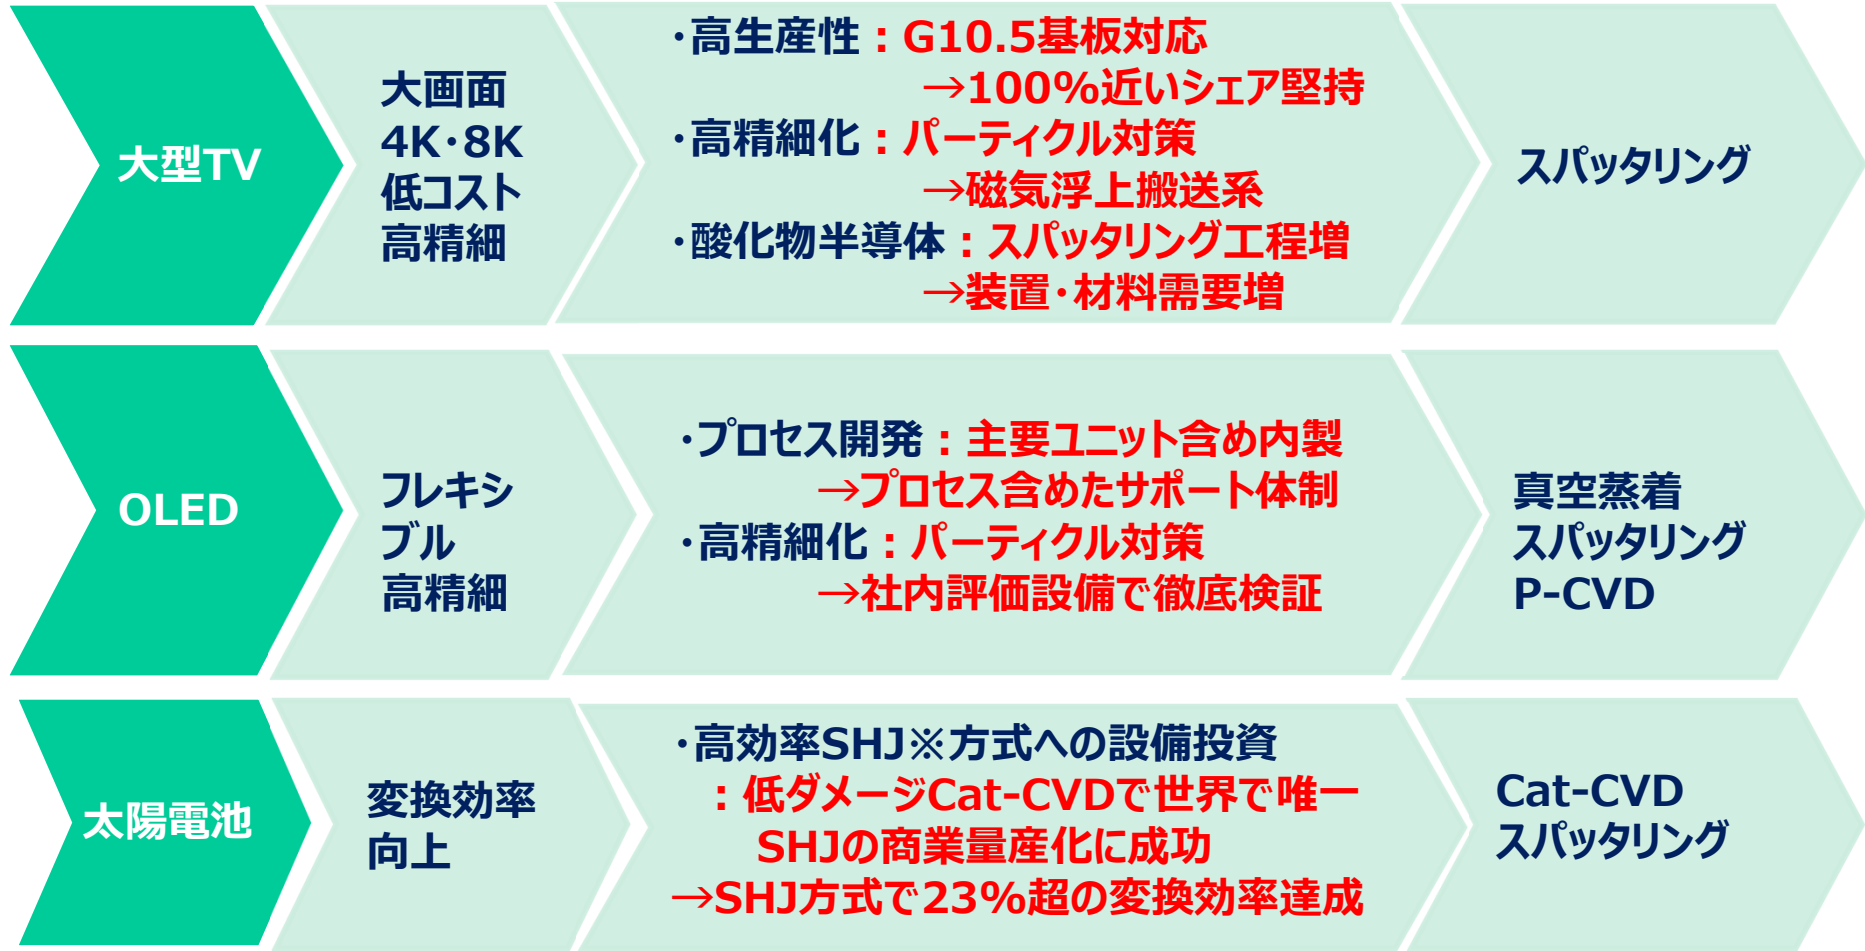 大型TV
大画面
4K・8K
低コスト
高精細
・高生産性：G10.5基板対応
→100%近いシェア堅持
・高精細化：パーティクル対策
→磁気浮上搬送系
・酸化物半導体：スパッタリング工程増
→装置・材料需要増
スパッタリング
OLED
フレキシ
ブル
高精細
・プロセス開発：主要ユニット含め内製
→プロセス含めたサポート体制
・高精細化：パーティクル対策
→社内評価設備で徹底検証
真空蒸着
スパッタリング
P-CVD
太陽電池
変換効率
向上
・高効率SHJ※方式への設備投資
：低ダメージCat-CVDで世界で唯一
SHJの商業量産化に成功
→SHJ方式で23%超の変換効率達成
Cat-CVD
スパッタリング